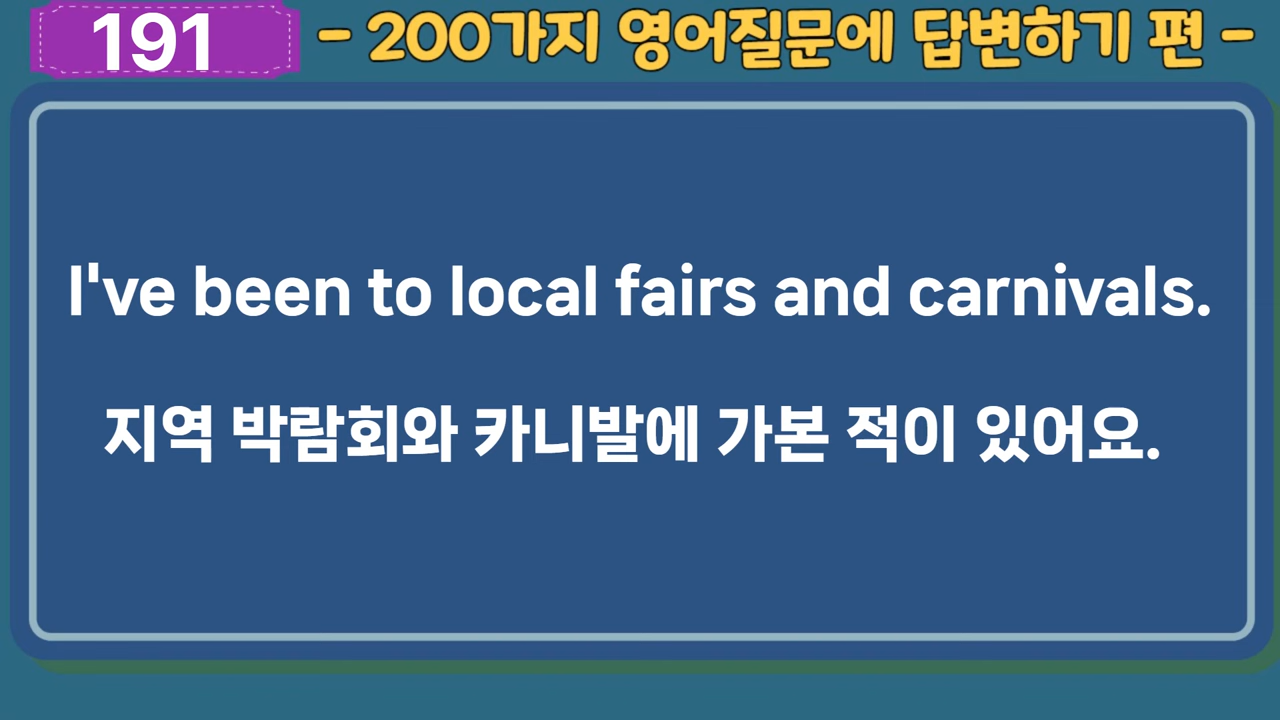 191
- 200가지 영어질문에 답변하기 편 -
I've been to local fairs and carnivals.
지역 박람회와 카니발에 가본 적이 있어요.